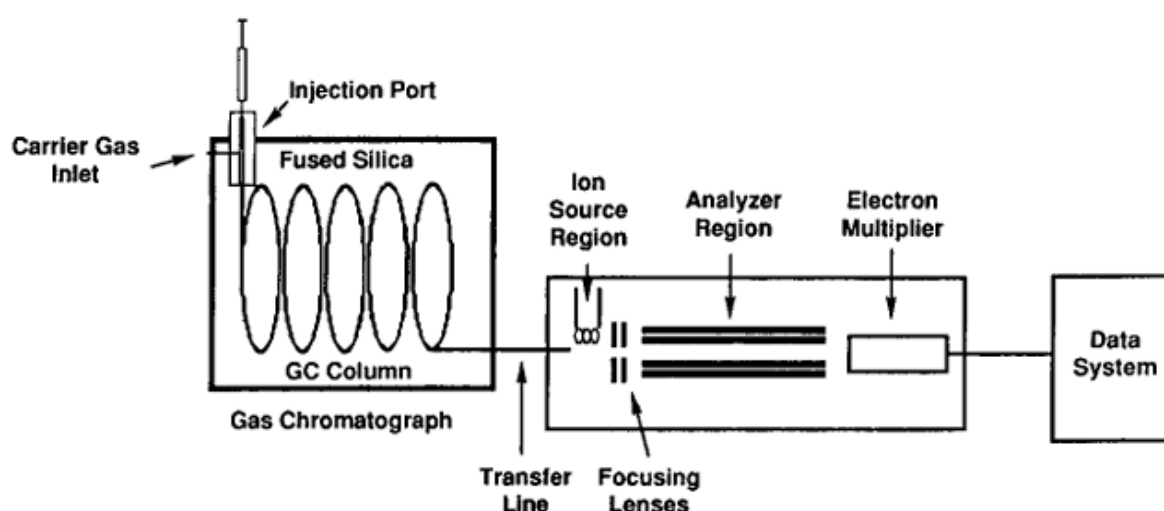 Injection Port
Carrier Gas
Inlet
Fused Silica
GC Column
Gas Chromatograph
Transfer
Line
Ion
Source
Region
Focusing
Lenses
Analyzer
Region
Electron
Multiplier
Data
System